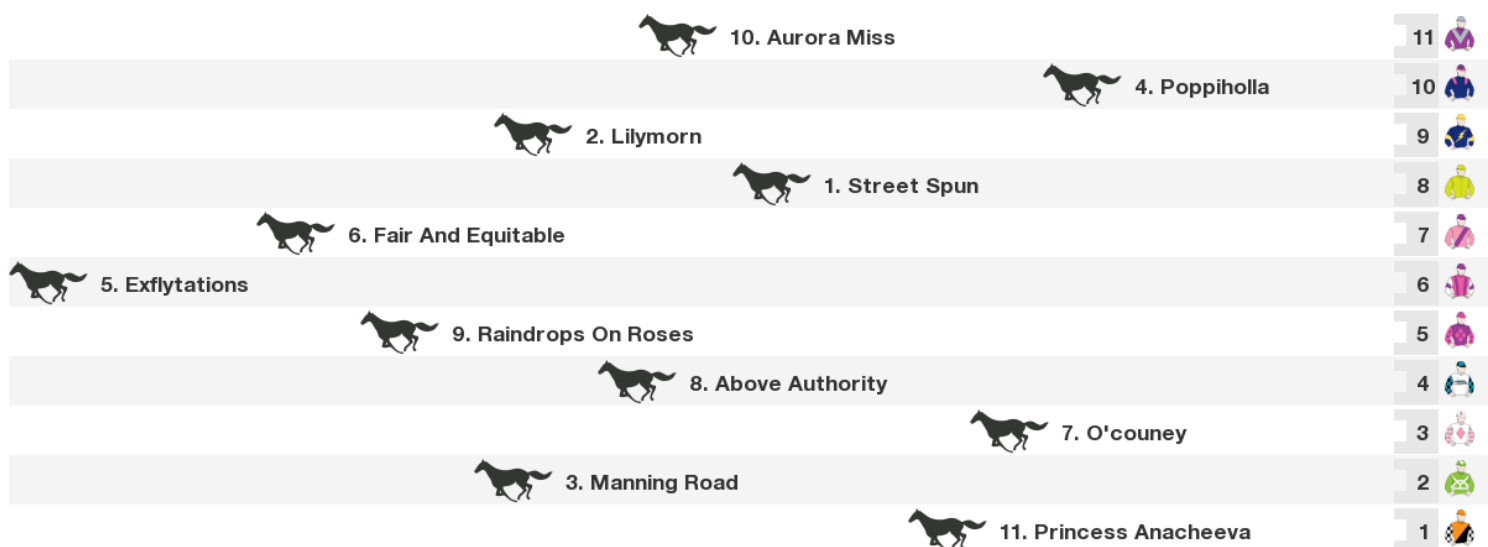 10. Aurora Miss 11
4. Poppiholla 10
2. Lilymorn 9
1. Street Spun 8
6. Fair And Equitable 7
5. Exflytations 6
9. Raindrops On Roses 5
8. Above Authority 4
7. O'couney 3
3. Manning Road 2
11. Princess Anacheeva 1